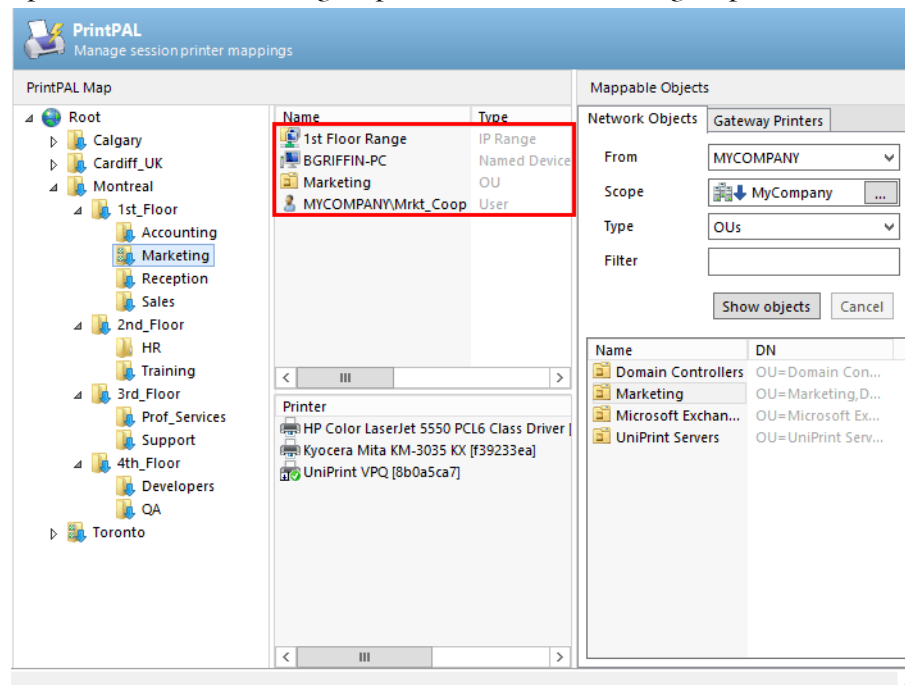 PrintPAL
Manage session printer mappings
PrintPAL Map
Mappable Objects
Root
Calgary
Cardiff_UK
Montreal
1st_Floor
Accounting
Marketing
Reception
Sales
2nd_Floor
HR
Training
3rd_Floor
Prof_Services
Support
4th_Floor
Developers
QA
Toronto
Name Type
1st Floor Range IP Range
BGRIFFIN-PC Named Device
Marketing OU
MYCOMPANY\Mrkt_Coop User
Printer
HP Color LaserJet 5550 PCL6 Class Driver [
Kyocera Mita KM-3035 KX [f39233ea]
UniPrint VPQ [8b0a5ca7]
Network Objects Gateway Printers
From MYCOMPANY
Scope MyCompany ...
Type OUs
Filter
Show objects Cancel
Name DN
Domain Controllers OU=Domain Con...
Marketing OU=Marketing,D...
Microsoft Exchan... OU=Microsoft Ex...
UniPrint Servers OU=UniPrint Serv...